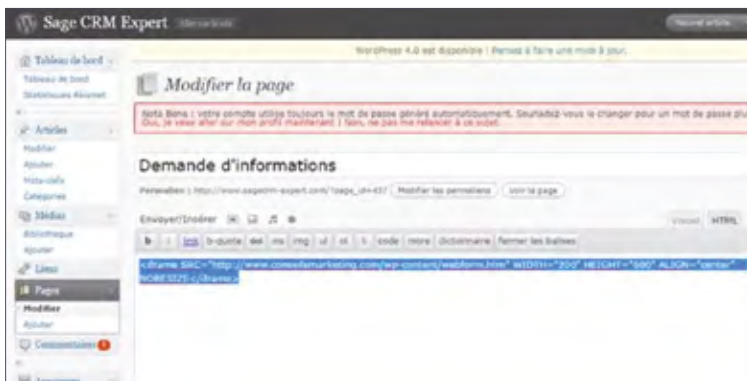 Sage CRM Expert
Nouvel article
WordPress 4.0 est disponible ! Pensez à faire une mise à jour.
Tableau de bord
Tableau de bord
Statistiques Akismet
Modifier la page
Nota Bene : votre compte utilise toujours le mot de passe généré automatiquement. Souhaitez-vous le changer pour un mot de passe plu
Oui, je veux aller sur mon profil maintenant | Non, ne pas me relancer à ce sujet.
Articles
Modifier
Ajouter
Mots-clefs
Catégories
Demande d'informations
Permalien : http://www.sagecrm-expert.com/?page_id=457 Modifier les permaliens Voir la page
Médias
Bibliothèque
Ajouter
Envoyer/Insérer
Visuel HTML
b i link b-quote del ins img ul ol li code more dictionnaire fermer les balises
Liens
<iframe SRC="http://www.conseilsmarketing.com/wp-content/webform.htm" WIDTH="200" HEIGHT="600" ALIGN="center"
NORESIZE</iframe>
Pages
Modifier
Ajouter
Commentaires